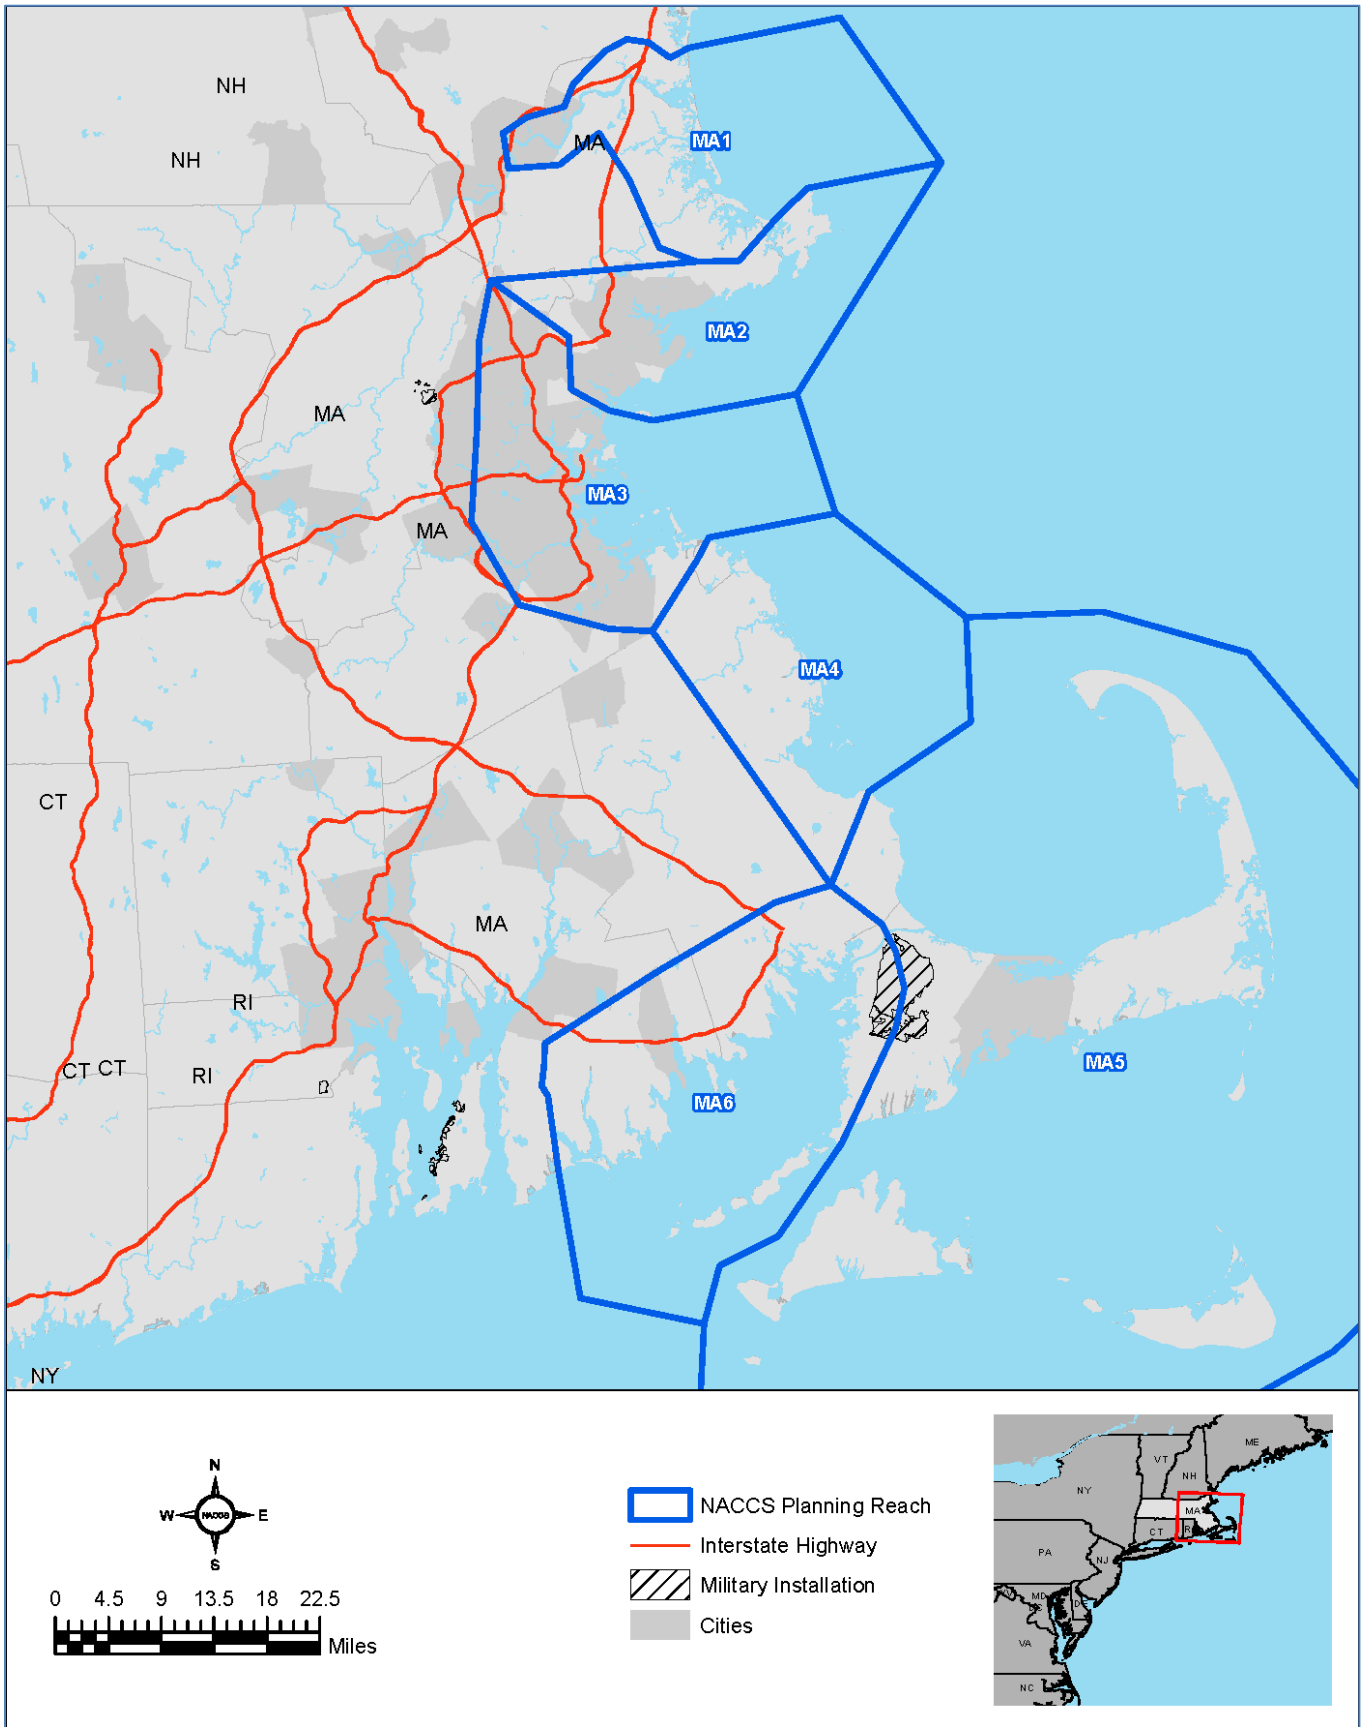 NH
NH
MA
MA1
MA2
MA
MA3
MA
MA4
CT
MA
RI
CT CT
RI
MA5
MA6
NY
N
W
NACCS
E
S
0 4.5 9 13.5 18 22.5
Miles
NACCS Planning Reach
Interstate Highway
Military Installation
Cities
ME
VT
NH
NY
MA
CT
PA
NJ
MD
DE
VA
NC